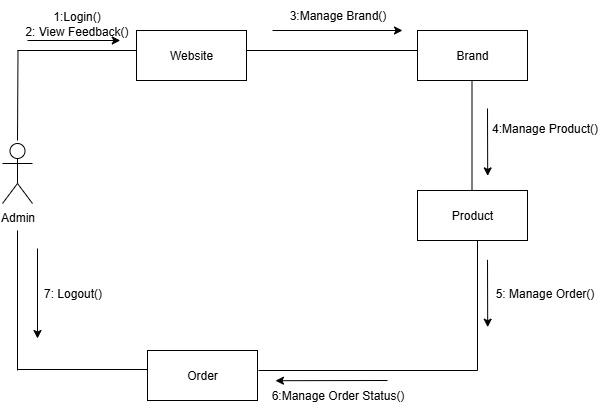 1:Login()
2: View Feedback()
3:Manage Brand()
Website
Brand
4:Manage Product()
Admin
Product
7: Logout()
5: Manage Order()
Order
6:Manage Order Status()